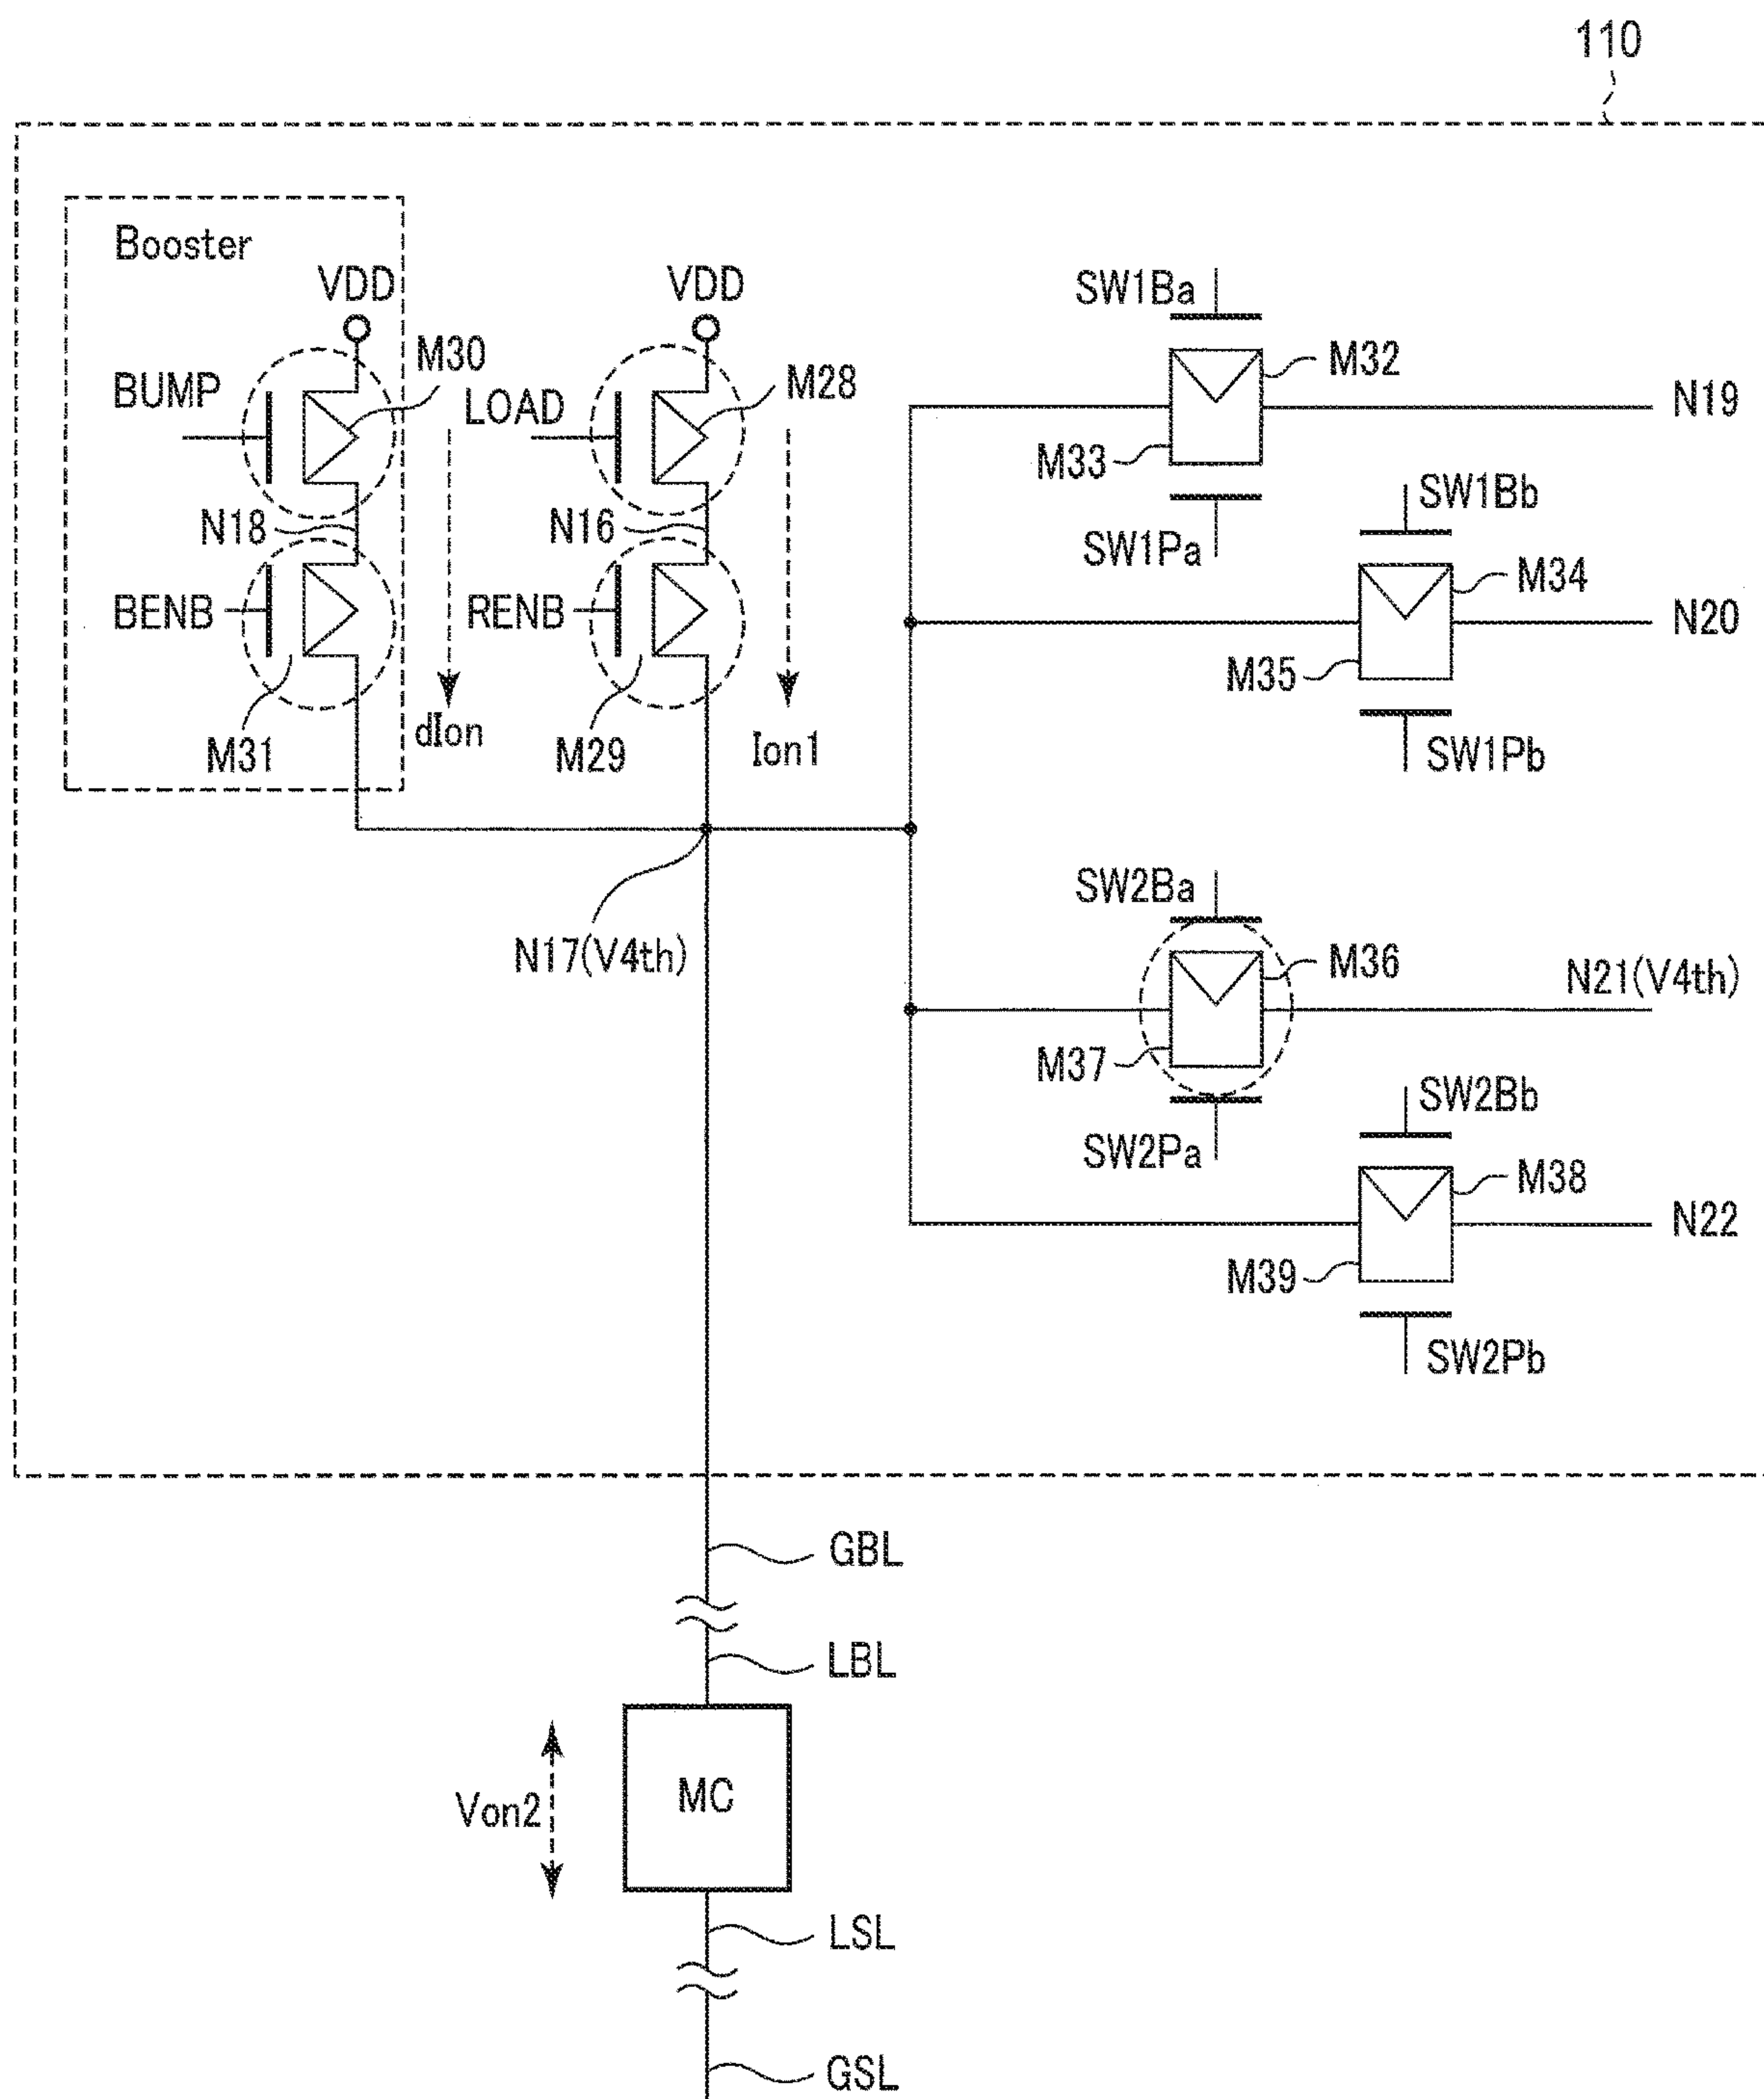 110
Booster
VDD
VDD
BUMP
M30
LOAD
M28
SW1Ba
M32
N19
M33
SW1Pa
N18
N16
SW1Bb
M34
N20
BENB
RENB
M35
SW1Pb
M31
dIon
M29
Ion1
N17(V4th)
SW2Ba
M36
N21(V4th)
M37
SW2Pa
SW2Bb
M38
N22
M39
SW2Pb
GBL
LBL
Von2
MC
LSL
GSL